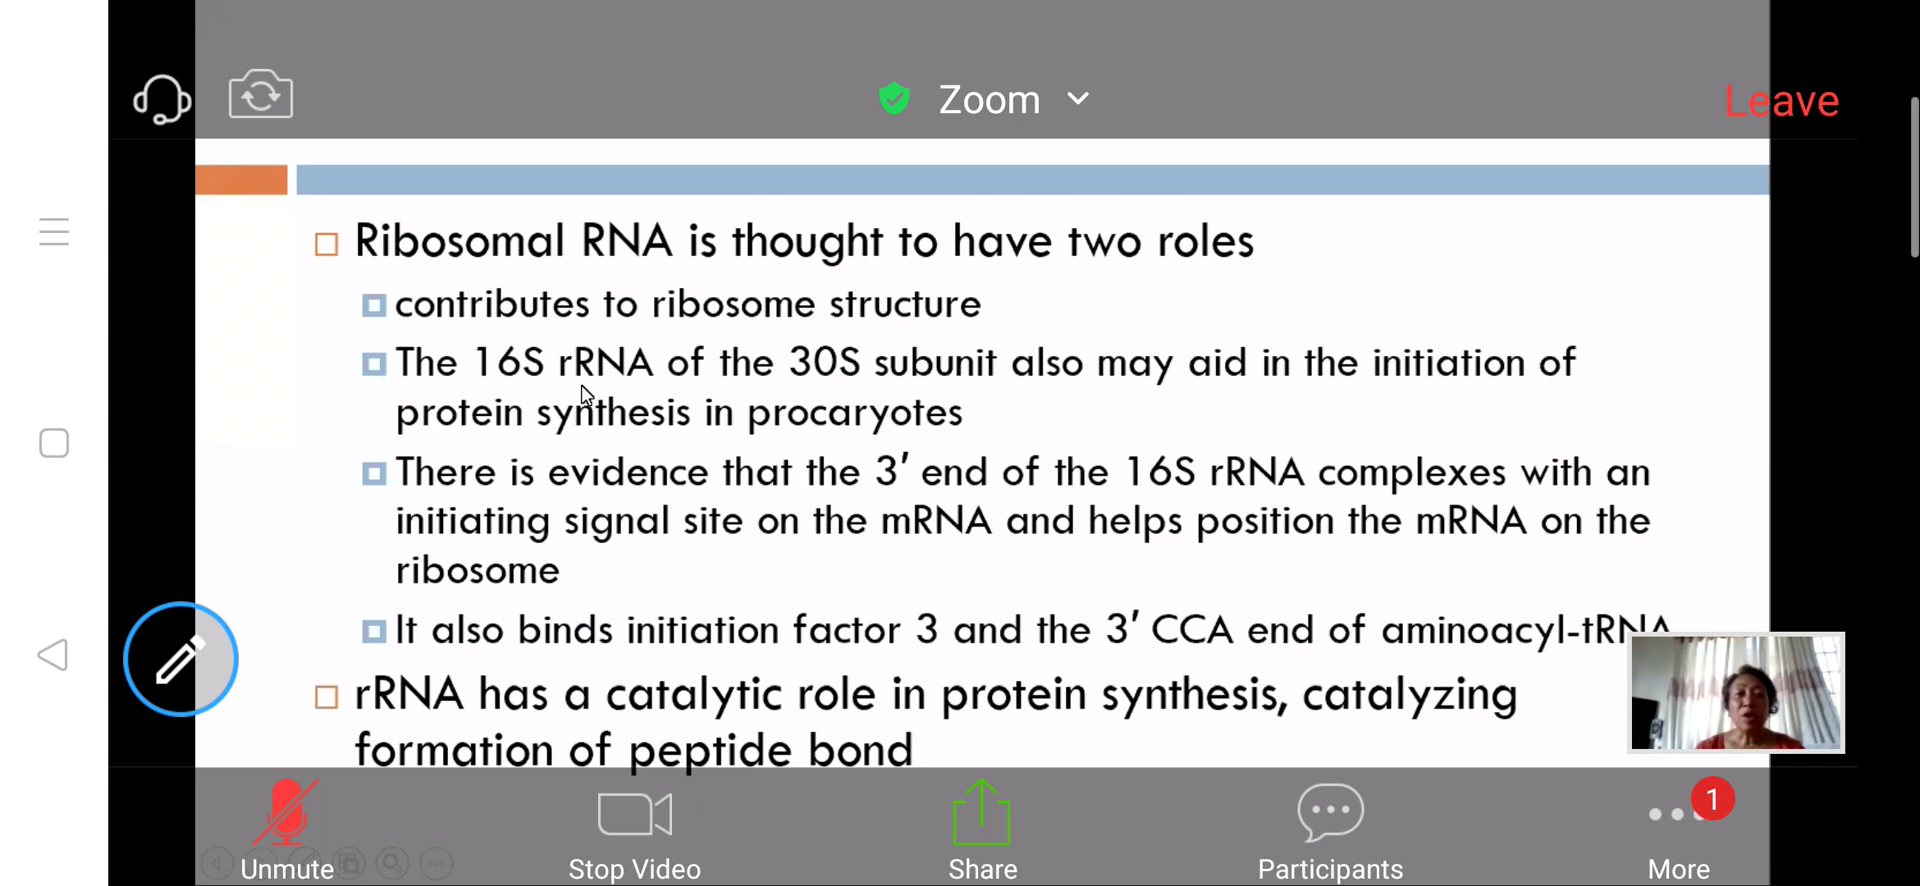 Zoom
Leave
Ribosomal RNA is thought to have two roles
contributes to ribosome structure
The 16S rRNA of the 30S subunit also may aid in the initiation of
protein synthesis in procaryotes
There is evidence that the 3′ end of the 16S rRNA complexes with an
initiating signal site on the mRNA and helps position the mRNA on the
ribosome
It also binds initiation factor 3 and the 3′ CCA end of aminoacyl-tRNA
rRNA has a catalytic role in protein synthesis, catalyzing
formation of peptide bond
1
Unmute Stop Video Share Participants More